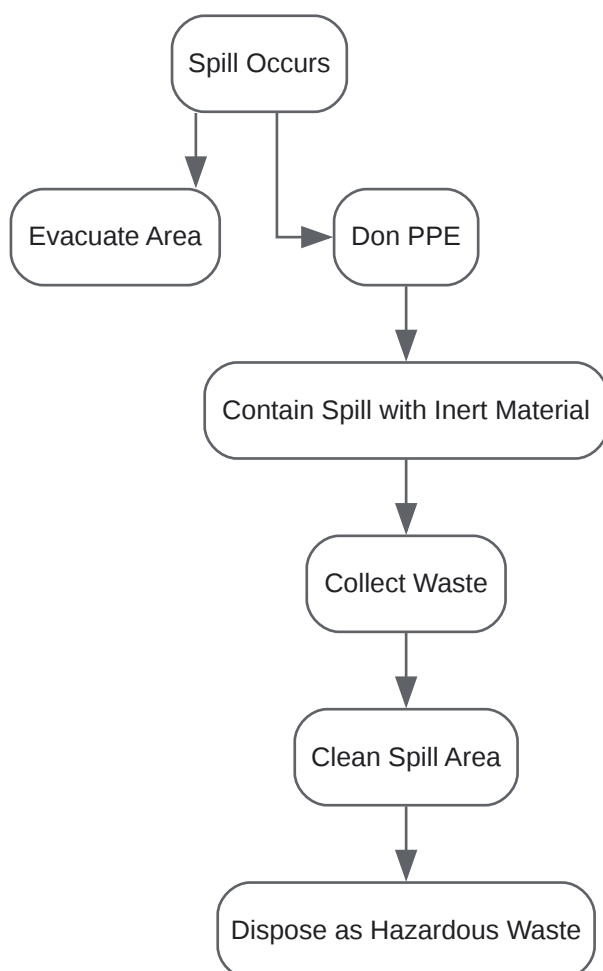 Spill Occurs
Evacuate Area
Don PPE
Contain Spill with Inert Material
Collect Waste
Clean Spill Area
Dispose as Hazardous Waste